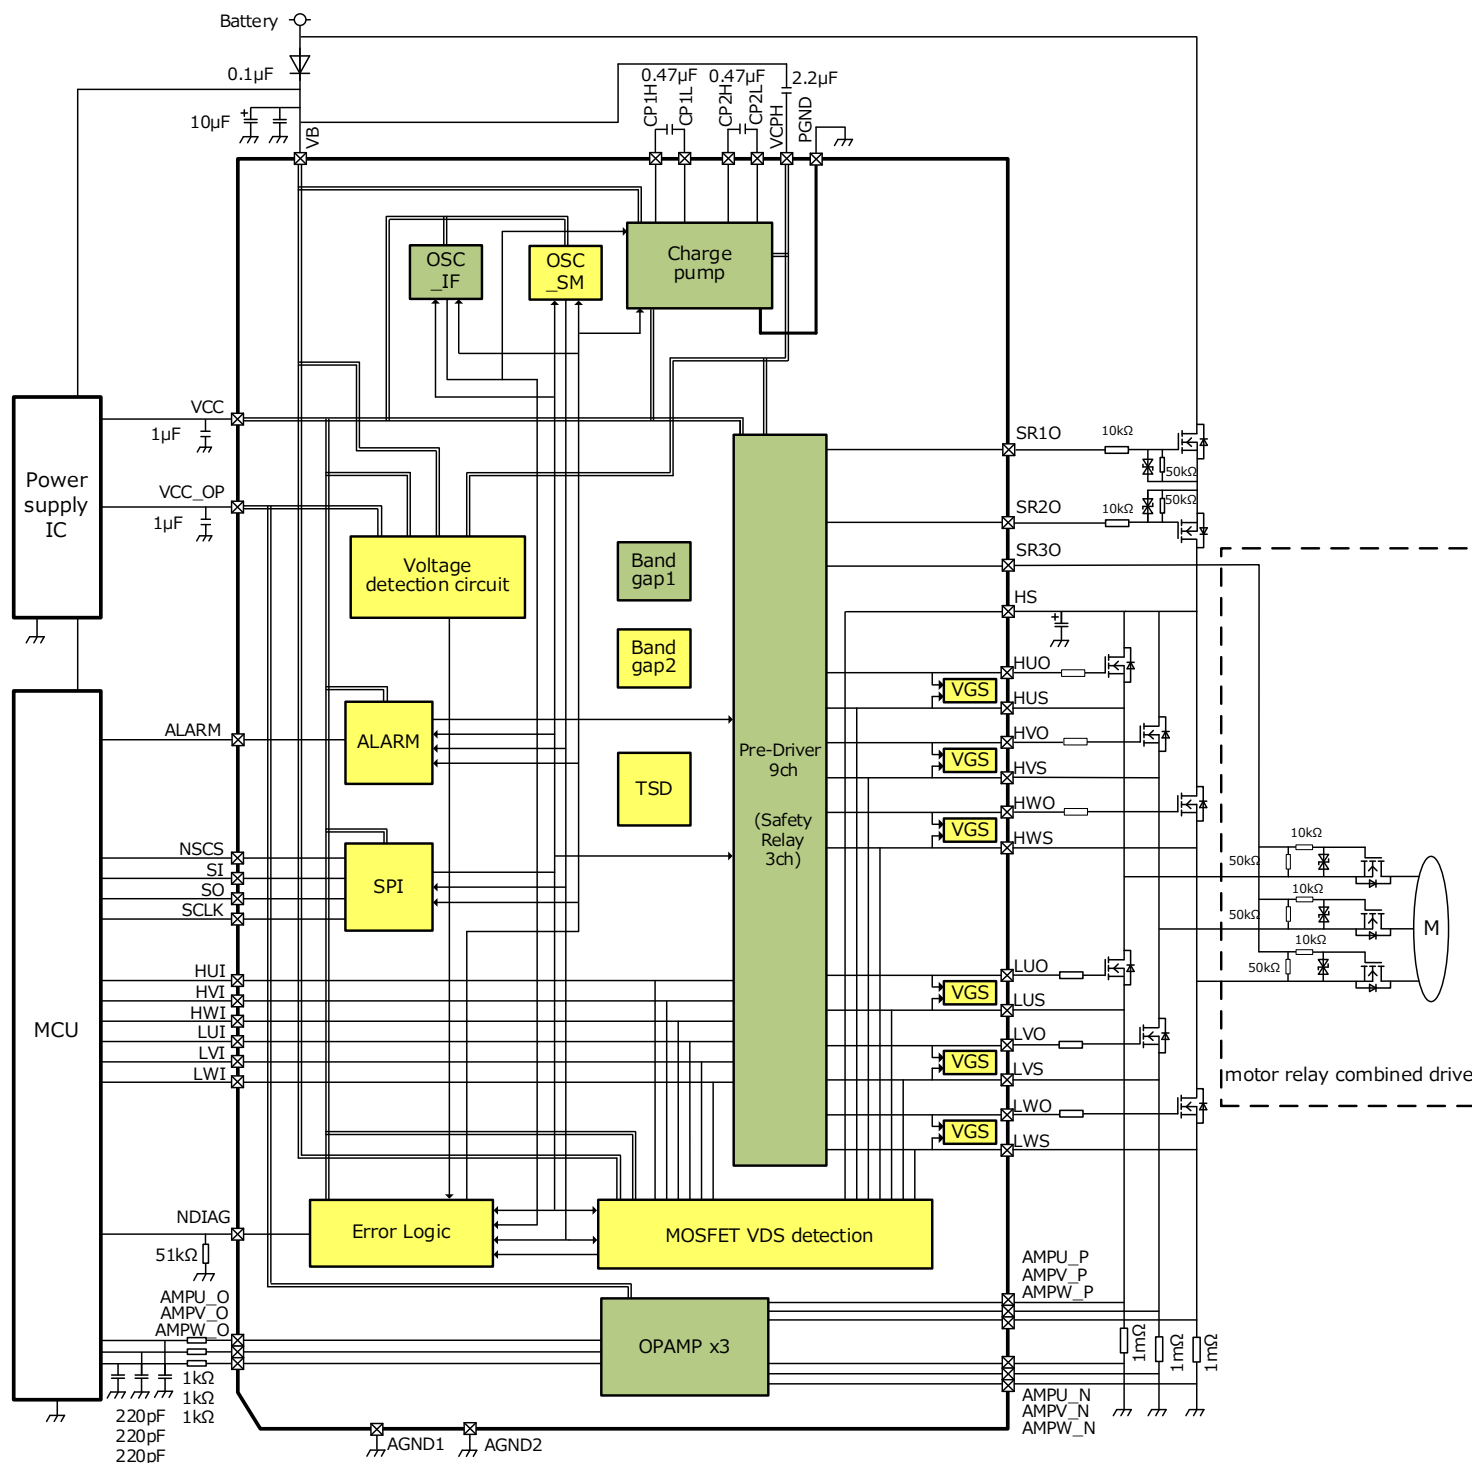 Battery
0.1µF
10µF
VB
0.47µF
0.47µF
2.2µF
CP1H
CP1L
CP2H
CP2L
VCPH
PGND
OSC
_IF
OSC
_SM
Charge
pump
VCC
1µF
VCC_OP
1µF
Power
supply
IC
Voltage
detection circuit
Band
gap1
Band
gap2
TSD
ALARM
ALARM
SPI
NSCS
SI
SO
SCLK
MCU
HUI
HVI
HWI
LUI
LVI
LWI
Pre-Driver
9ch
(Safety
Relay
3ch)
SR1O
10kΩ
50kΩ
SR2O
10kΩ
50kΩ
SR3O
HS
HUO
VGS
HUS
HVO
VGS
HVS
HWO
VGS
HWS
LUO
VGS
LUS
LVO
VGS
LVS
LWO
VGS
LWS
10kΩ
50kΩ
10kΩ
50kΩ
10kΩ
50kΩ
M
motor relay combined drive
NDIAG
51kΩ
Error Logic
MOSFET VDS detection
AMPU_O
AMPV_O
AMPW_O
1kΩ
1kΩ
1kΩ
220pF
220pF
220pF
OPAMP x3
AMPU_P
AMPV_P
AMPW_P
1mΩ
1mΩ
1mΩ
AMPU_N
AMPV_N
AMPW_N
AGND1
AGND2